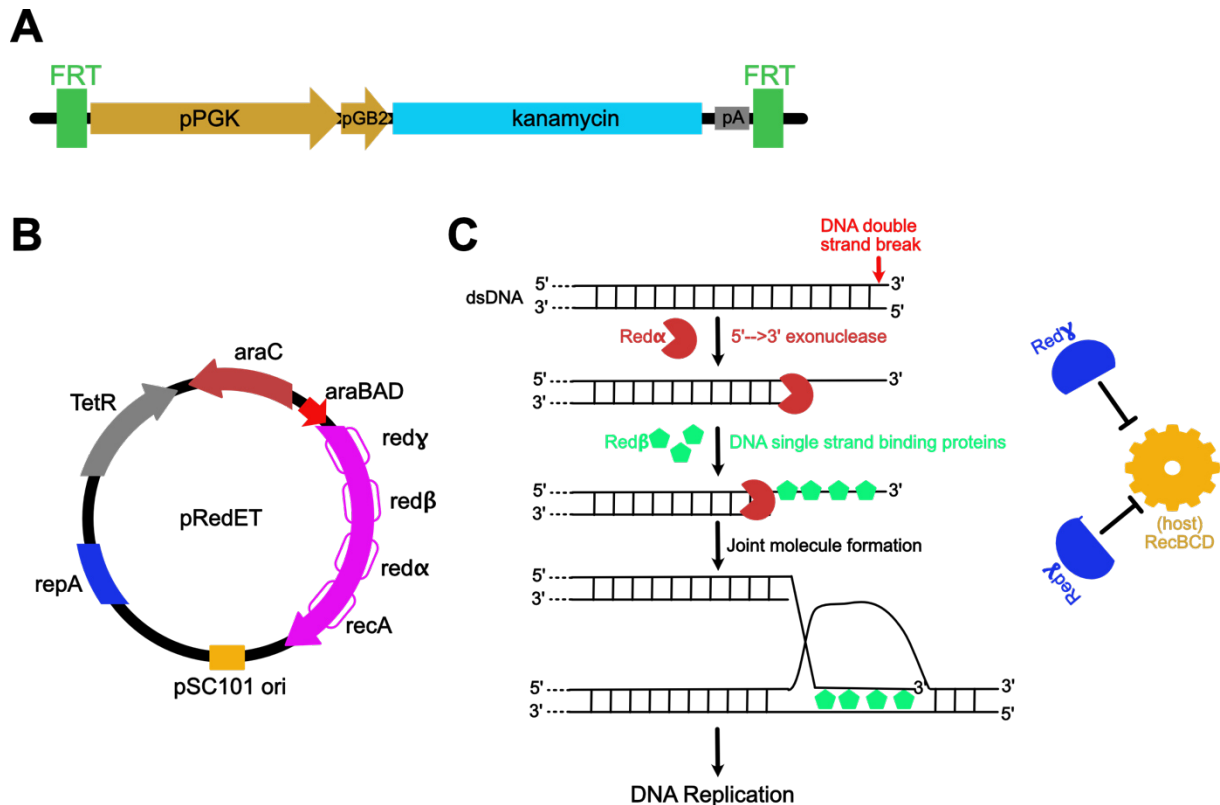 A
FRT
FRT
pPGK
pGB2
kanamycin
pA
B
araC
araBAD
TetR
redɣ
redβ
pRedET
redα
repA
recA
pSC101 ori
C
DNA double
strand break
5'
3'
dsDNA
3'
5'
Redα
5'-->3' exonuclease
5'
3'
3'
Redβ
DNA single strand binding proteins
5'
3'
3'
Joint molecule formation
5'
3'
5'
3'
3'
3'
5'
DNA Replication
Redɣ
(host)
RecBCD
Redɣ